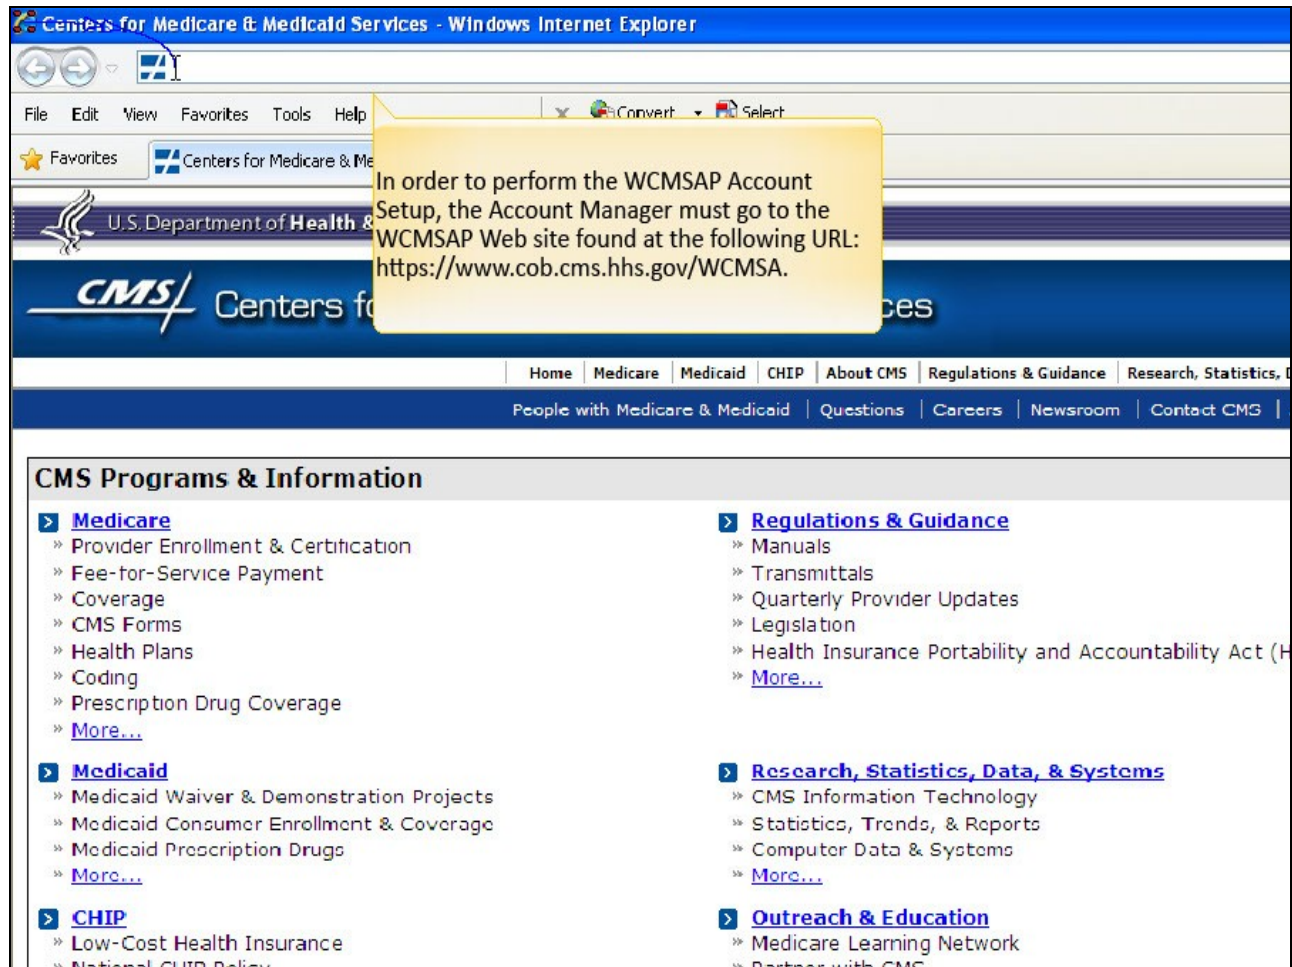 Centers for Medicare & Medicaid Services - Windows Internet Explorer
File Edit View Favorites Tools Help
Convert Select
Favorites Centers for Medicare & Me
In order to perform the WCMSAP Account
Setup, the Account Manager must go to the
WCMSAP Web site found at the following URL:
https://www.cob.cms.hhs.gov/WCMSA.
U.S. Department of Health &
CMS Centers fo ces
Home Medicare Medicaid CHIP About CMS Regulations & Guidance Research, Statistics,
People with Medicare & Medicaid Questions Careers Newsroom Contact CMS
CMS Programs & Information
Medicare
» Provider Enrollment & Certification
» Fee-for-Service Payment
» Coverage
» CMS Forms
» Health Plans
» Coding
» Prescription Drug Coverage
» More...
Medicaid
» Medicaid Waiver & Demonstration Projects
» Medicaid Consumer Enrollment & Coverage
» Medicaid Prescription Drugs
» More...
CHIP
» Low-Cost Health Insurance
» National CHIP Policy
Regulations & Guidance
» Manuals
» Transmittals
» Quarterly Provider Updates
» Legislation
» Health Insurance Portability and Accountability Act (H
» More...
Research, Statistics, Data, & Systems
» CMS Information Technology
» Statistics, Trends, & Reports
» Computer Data & Systems
» More...
Outreach & Education
» Medicare Learning Network
» Partner with CMS